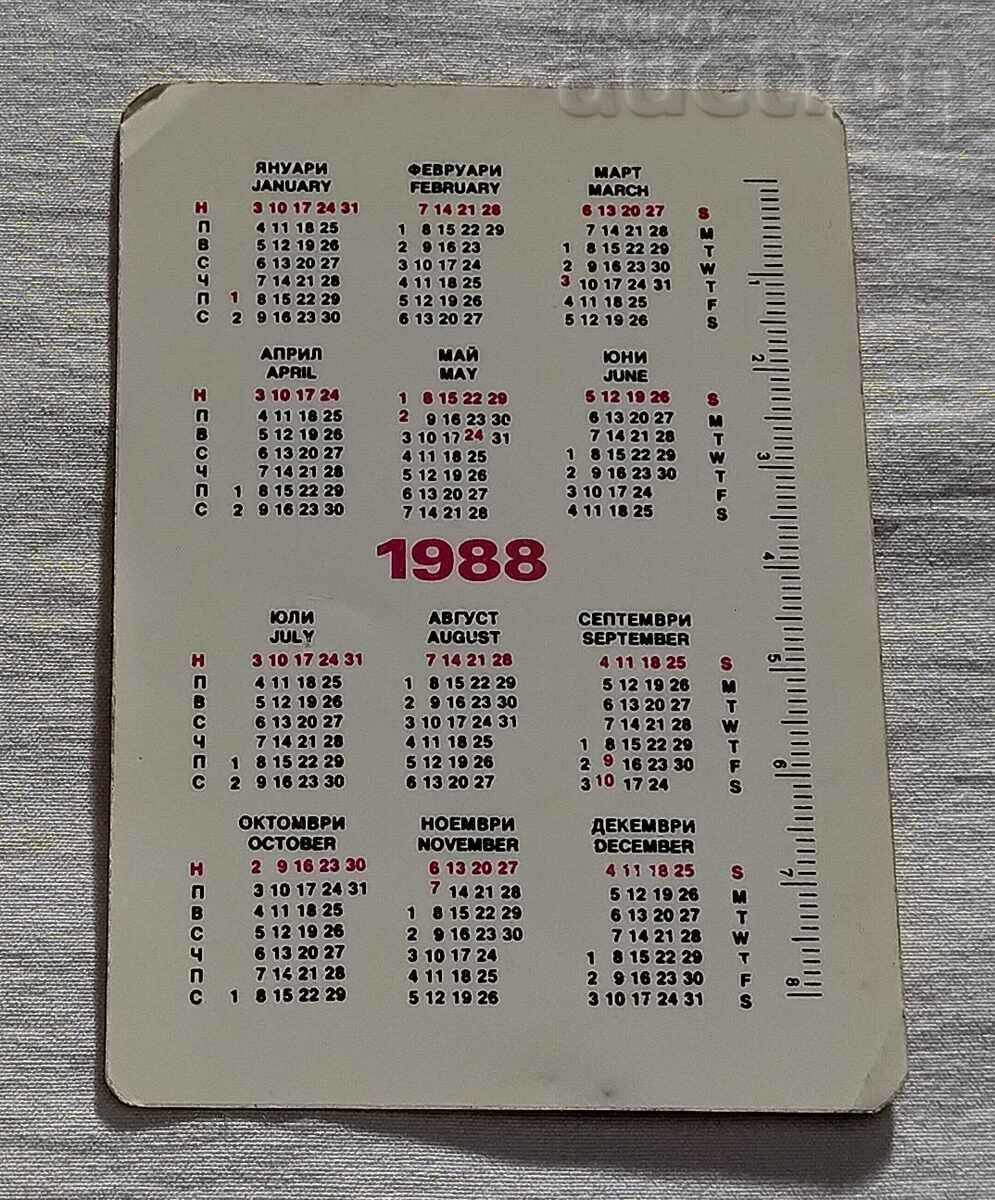 auction
ЯНУАРИ ФЕВРУАРИ МАРТ
JANUARY FEBRUARY MARCH
Н 3 10 17 24 31 7 14 21 28 6 13 20 27 S
П 4 11 18 25 1 8 15 22 29 7 14 21 28 M
В 5 12 19 26 2 9 16 23 1 8 15 22 29 T
С 6 13 20 27 3 10 17 24 2 9 16 23 30 W
Ч 7 14 21 28 4 11 18 25 3 10 17 24 31 T
П 1 8 15 22 29 5 12 19 26 4 11 18 25 F
С 2 9 16 23 30 6 13 20 27 5 12 19 26 S
АПРИЛ МАЙ ЮНИ
APRIL MAY JUNE
Н 3 10 17 24 1 8 15 22 29 5 12 19 26 S
П 4 11 18 25 2 9 16 23 30 6 13 20 27 M
В 5 12 19 26 3 10 17 24 31 7 14 21 28 T
С 6 13 20 27 4 11 18 25 1 8 15 22 29 W
Ч 7 14 21 28 5 12 19 26 2 9 16 23 30 T
П 1 8 15 22 29 6 13 20 27 3 10 17 24 F
С 2 9 16 23 30 7 14 21 28 4 11 18 25 S
1988
ЮЛИ АВГУСТ СЕПТЕМВРИ
JULY AUGUST SEPTEMBER
Н 3 10 17 24 31 7 14 21 28 4 11 18 25 S
П 4 11 18 25 1 8 15 22 29 5 12 19 26 M
В 5 12 19 26 2 9 16 23 30 6 13 20 27 T
С 6 13 20 27 3 10 17 24 31 7 14 21 28 W
Ч 7 14 21 28 4 11 18 25 1 8 15 22 29 T
П 1 8 15 22 29 5 12 19 26 2 9 16 23 30 F
С 2 9 16 23 30 6 13 20 27 3 10 17 24 S
ОКТОМВРИ НОЕМВРИ ДЕКЕМВРИ
OCTOBER NOVEMBER DECEMBER
Н 2 9 16 23 30 6 13 20 27 4 11 18 25 S
П 3 10 17 24 31 7 14 21 28 5 12 19 26 M
В 4 11 18 25 1 8 15 22 29 6 13 20 27 T
С 5 12 19 26 2 9 16 23 30 7 14 21 28 W
Ч 6 13 20 27 3 10 17 24 1 8 15 22 29 T
П 7 14 21 28 4 11 18 25 2 9 16 23 30 F
С 1 8 15 22 29 5 12 19 26 3 10 17 24 31 S
1
2
3
4
5
6
7
8